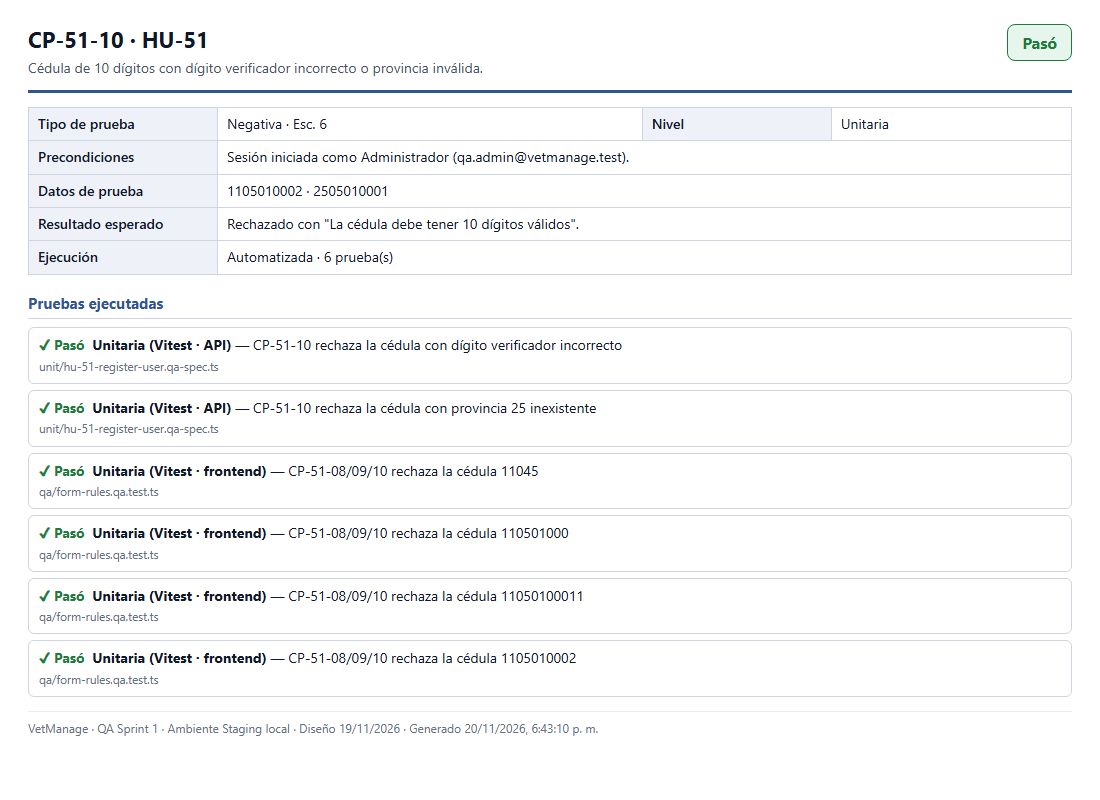 CP-51-10 · HU-51
Pasó
Cédula de 10 dígitos con dígito verificador incorrecto o provincia inválida.
Tipo de prueba Negativa · Esc. 6 Nivel Unitaria
Precondiciones Sesión iniciada como Administrador (qa.admin@vetmanage.test).
Datos de prueba 1105010002 · 2505010001
Resultado esperado Rechazado con "La cédula debe tener 10 dígitos válidos".
Ejecución Automatizada · 6 prueba(s)
Pruebas ejecutadas
✓ Pasó Unitaria (Vitest · API) — CP-51-10 rechaza la cédula con dígito verificador incorrecto
unit/hu-51-register-user.qa-spec.ts
✓ Pasó Unitaria (Vitest · API) — CP-51-10 rechaza la cédula con provincia 25 inexistente
unit/hu-51-register-user.qa-spec.ts
✓ Pasó Unitaria (Vitest · frontend) — CP-51-08/09/10 rechaza la cédula 11045
qa/form-rules.qa.test.ts
✓ Pasó Unitaria (Vitest · frontend) — CP-51-08/09/10 rechaza la cédula 110501000
qa/form-rules.qa.test.ts
✓ Pasó Unitaria (Vitest · frontend) — CP-51-08/09/10 rechaza la cédula 11050100011
qa/form-rules.qa.test.ts
✓ Pasó Unitaria (Vitest · frontend) — CP-51-08/09/10 rechaza la cédula 1105010002
qa/form-rules.qa.test.ts
VetManage · QA Sprint 1 · Ambiente Staging local · Diseño 19/11/2026 · Generado 20/11/2026, 6:43:10 p. m.